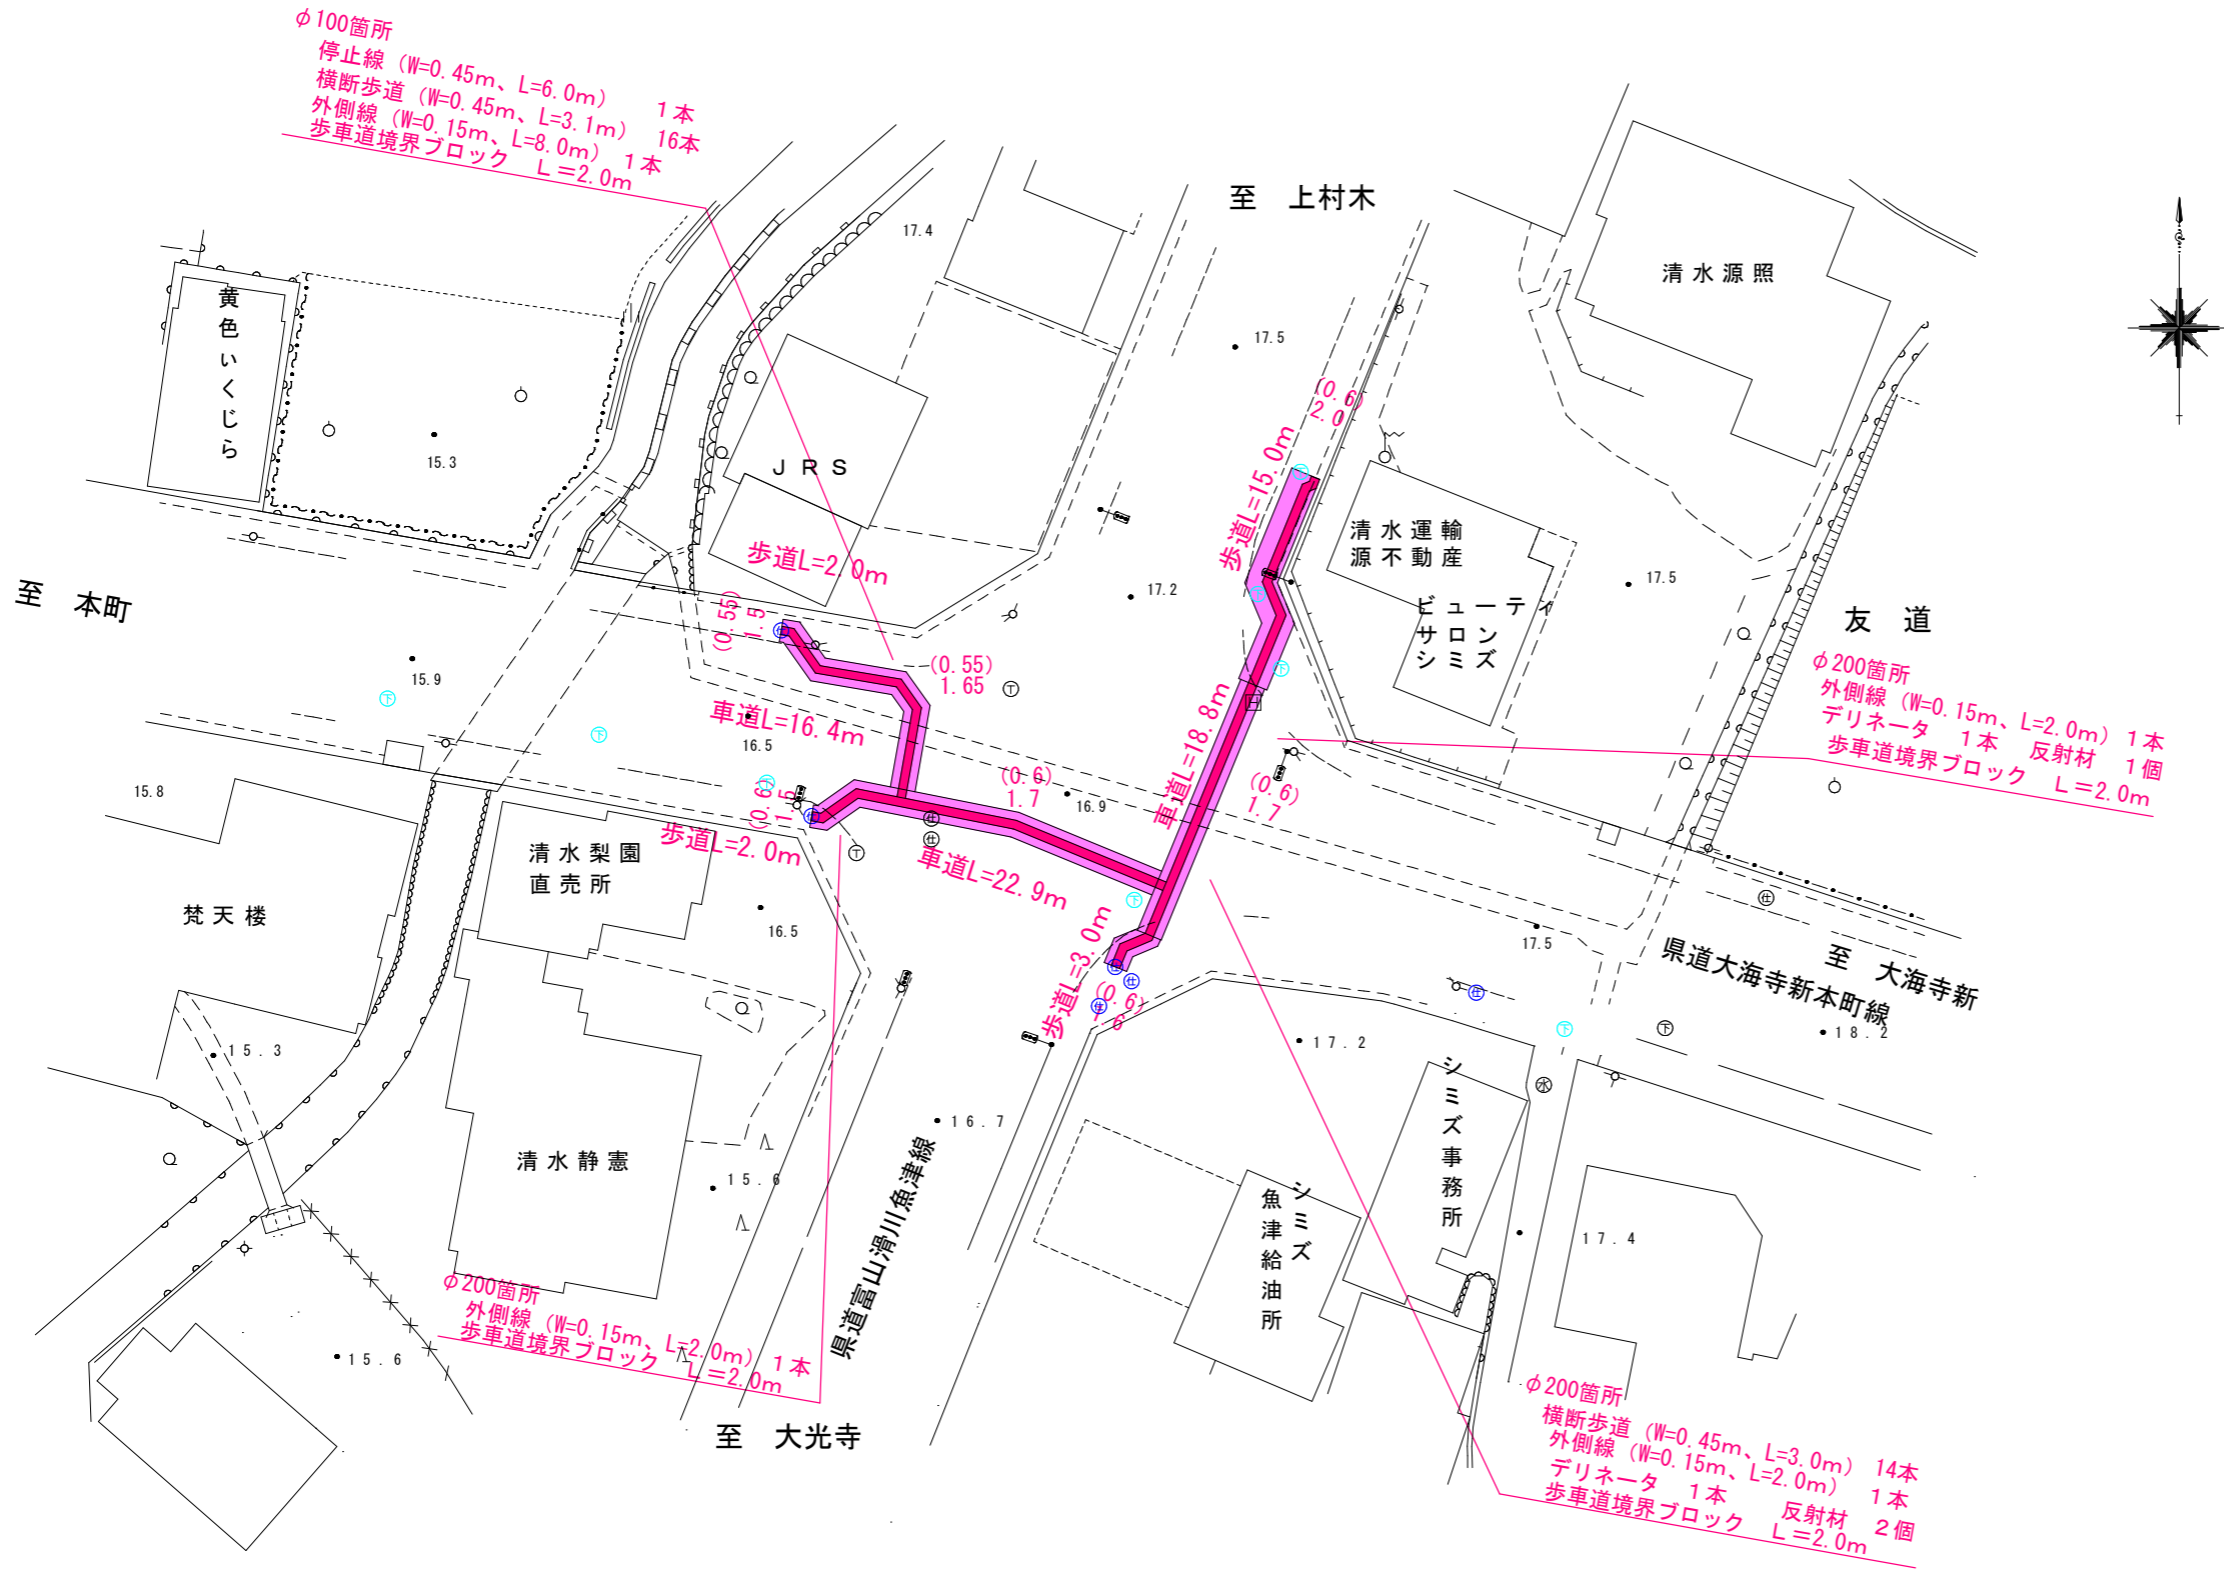 φ100箇所
停止線（W=0.45m、L=6.0m） 1本
横断歩道（W=0.45m、L=3.1m） 16本
外側線（W=0.15m、L=8.0m） 1本
歩車道境界ブロック L＝2.0m
至 上村木
17.4
清水源照
黄色いくじら
17.5
(0.6)
2.0
15.3
JRS
歩道L=15.0m
清水運輸
源不動産
歩道L=2.0m
17.2
17.5
ビューティ
サロン
シミズ
友道
至 本町
(0.55)
1.5
(0.55)
1.65
Ⓣ
15.9
㊦
φ200箇所
外側線（W=0.15m、L=2.0m） 1本
デリネータ 1本 反射材 1個
歩車道境界ブロック L＝2.0m
車道L=16.4m
16.5
車道L=18.8m
H
(0.6)
1.7
16.9
(0.6)
1.7
15.8
(0.6)
1.5
歩道L=2.0m
Ⓣ
車道L=22.9m
清水梨園
直売所
梵天楼
16.5
歩道L=3.0m
(0.6)
17.5
至 大海寺新
県道大海寺新本町線
18.2
15.3
17.2
シミズ事務所
㊌
16.7
清水静憲
15.6
県道富山滑川魚津線
シミズ
魚津給油所
17.4
φ200箇所
外側線（W=0.15m、L=2.0m） 1本
歩車道境界ブロック L＝2.0m
15.6
至 大光寺
φ200箇所
横断歩道（W=0.45m、L=3.0m） 14本
外側線（W=0.15m、L=2.0m） 1本
デリネータ 1本 反射材 2個
歩車道境界ブロック L＝2.0m